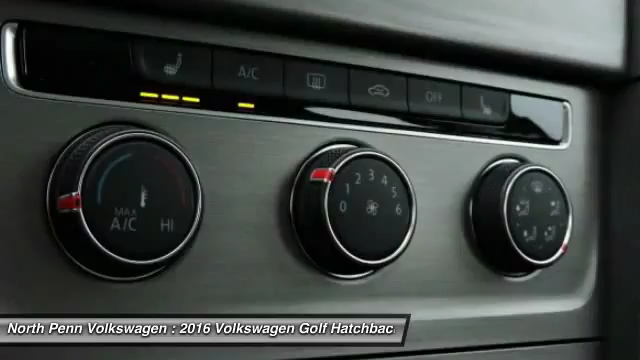 A/C
OFF
MAX
A/C HI
0 1 2 3 4 5 6
North Penn Volkswagen : 2016 Volkswagen Golf Hatchbac